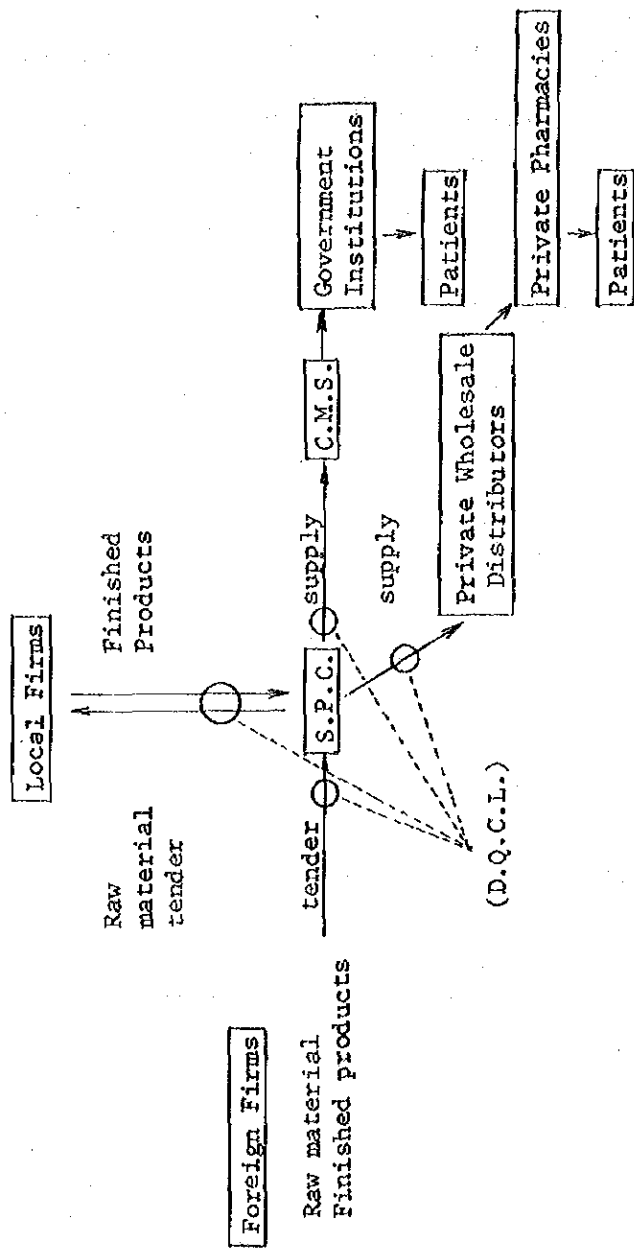 Local Firms
Raw
material
tender
Finished
Products
Foreign Firms
Raw material
Finished products
tender
S.P.C.
supply
C.M.S.
Government
Institutions
Patients
supply
Private Wholesale
Distributors
Private Pharmacies
Patients
(D.Q.C.L.)